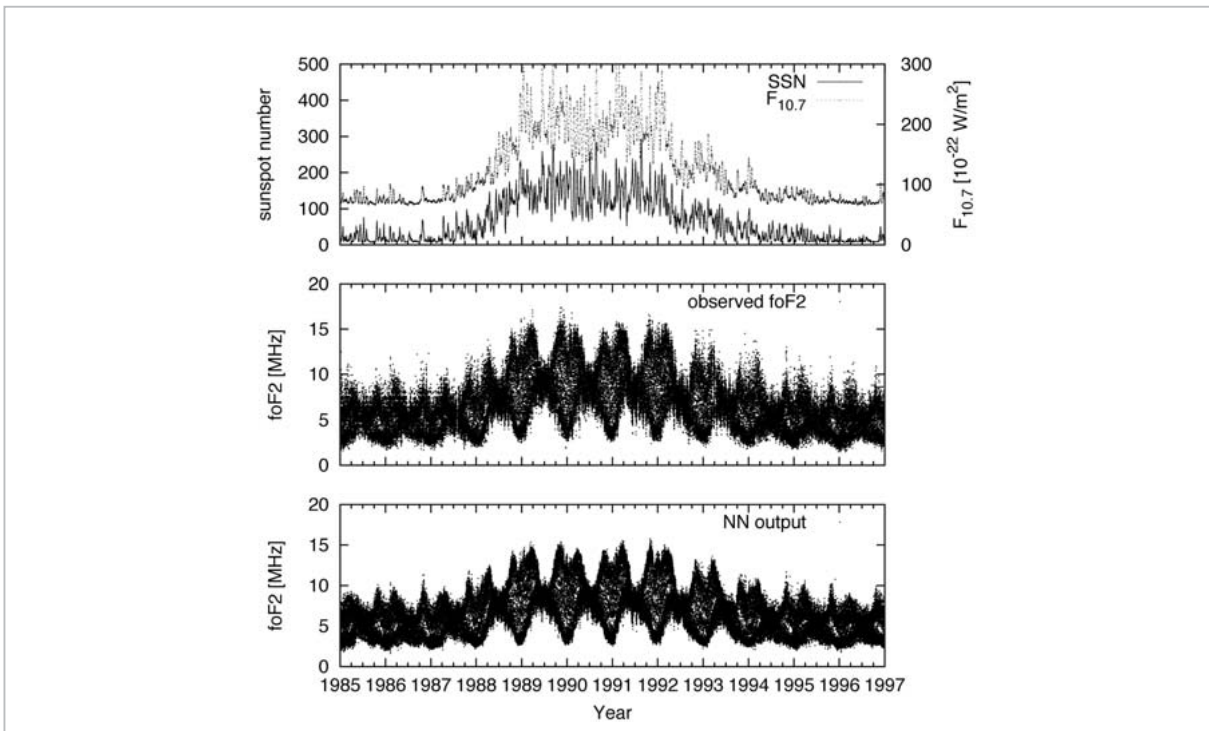 500
400
300
200
100
0
sunspot number
SSN
F10.7
300
200
100
0
F10.7 [10-22 W/m2]
20
15
10
5
0
foF2 [MHz]
observed foF2
20
15
10
5
0
foF2 [MHz]
NN output
1985 1986 1987 1988 1989 1990 1991 1992 1993 1994 1995 1996 1997
Year